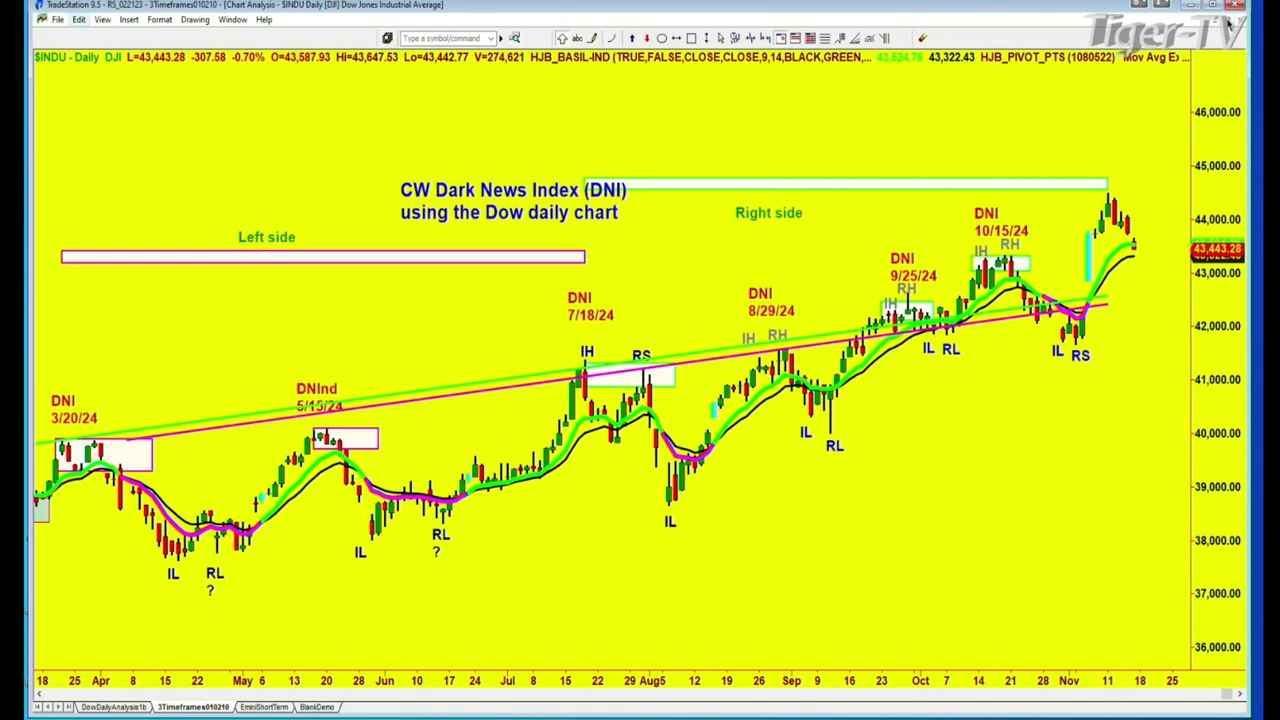 TradeStation 9.5 - RS_022123 - 3Timeframes010210 - [Chart Analysis - $INDU Daily [DJI] Dow Jones Industrial Average]
Tiger-TV
File Edit View Insert Format Drawing Window Help
Type a symbol/command
abc
$INDU - Daily DJI L=43,443.28 -307.58 -0.70% O=43,587.93 Hi=43,647.53 Lo=43,442.77 V=274,621 HJB_BASIL-IND (TRUE,FALSE,CLOSE,CLOSE,9,14,BLACK,GREEN,... 43,524.76 43,322.43 HJB_PIVOT_PTS (1080522) Mov Avg E ...
46,000.00
45,000.00
44,000.00
43,443.28
43,000.00
42,000.00
41,000.00
40,000.00
39,000.00
38,000.00
37,000.00
36,000.00
CW Dark News Index (DNI)
using the Dow daily chart
Left side
Right side
DNI
3/20/24
DNInd
5/15/24
DNI
7/18/24
DNI
8/29/24
DNI
9/25/24
DNI
10/15/24
IH
RS
IH
RH
IH
RH
IH
RH
IL
RL
?
IL
RL
?
IL
IL
RL
IL
RL
IL
RS
18 25 Apr 8 15 22 May 6 13 20 28 Jun 10 17 24 Jul 8 15 22 29 Aug5 12 19 26 Sep 9 16 23 Oct 7 14 21 28 Nov 11 18 25
DowDailyAnalysis1b 3Timeframes010210 EminiShortTerm BlankDemo